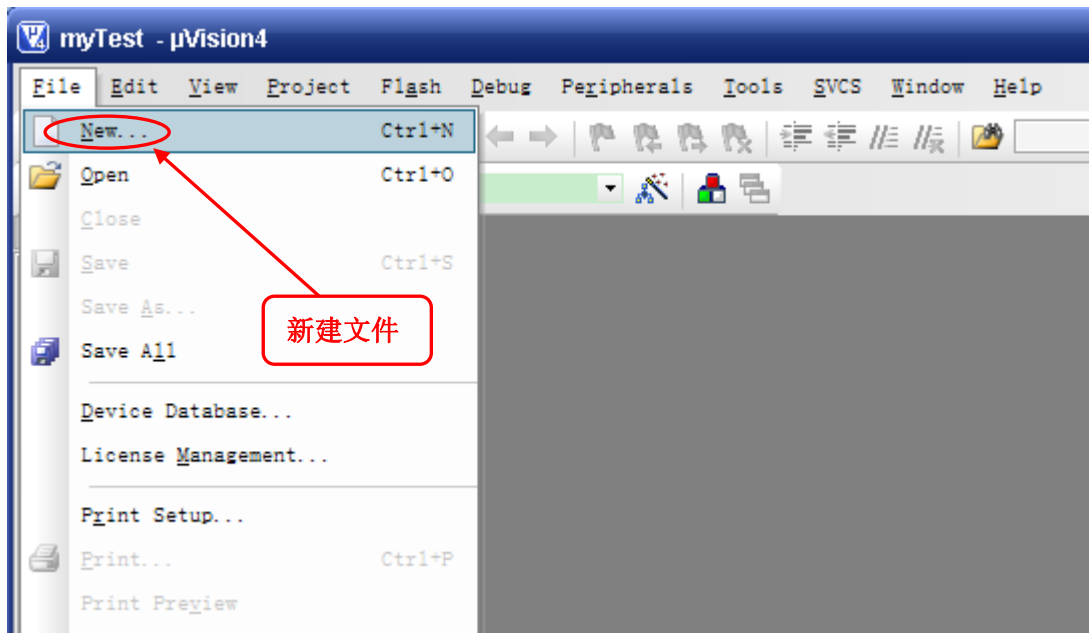 myTest - µVision4
File Edit View Project Flash Debug Peripherals Tools SVCS Window Help
New... Ctrl+N
Open Ctrl+O
Close
Save Ctrl+S
Save As...
新建文件
Save All
Device Database...
License Management...
Print Setup...
Print... Ctrl+P
Print Preview